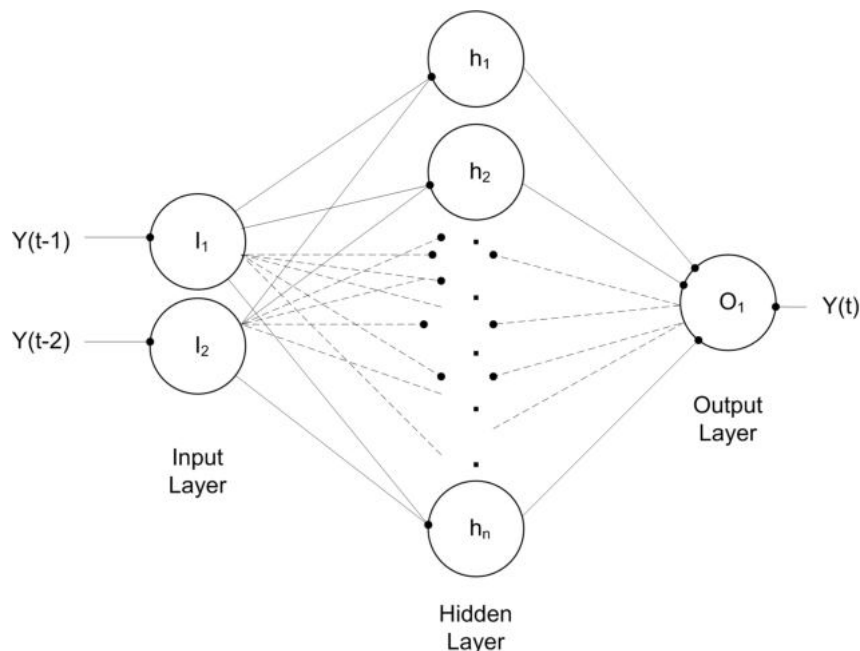 h₁
h₂
Y(t-1)
I₁
Y(t-2)
I₂
O₁
Y(t)
Input
Layer
Output
Layer
hₙ
Hidden
Layer